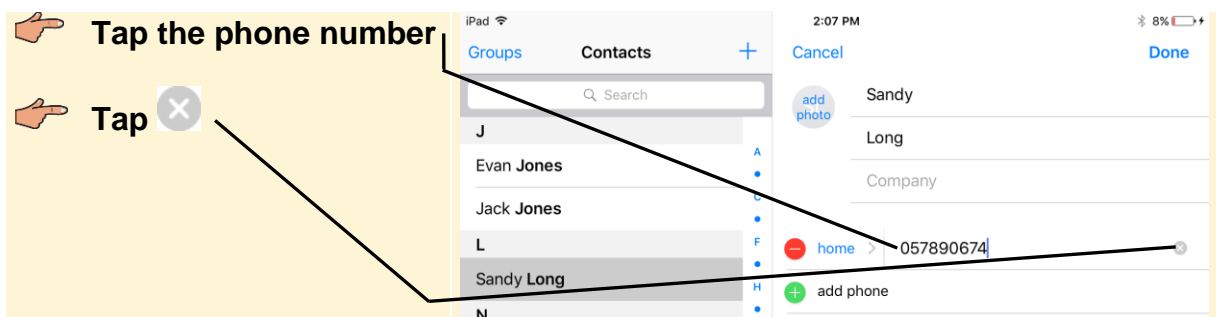 Tap the phone number
Tap
iPad
2:07 PM
8%
Groups
Contacts
Cancel
Done
Search
J
Evan Jones
Jack Jones
L
Sandy Long
N
A
C
F
H
add
photo
Sandy
Long
Company
home
057890674
add phone